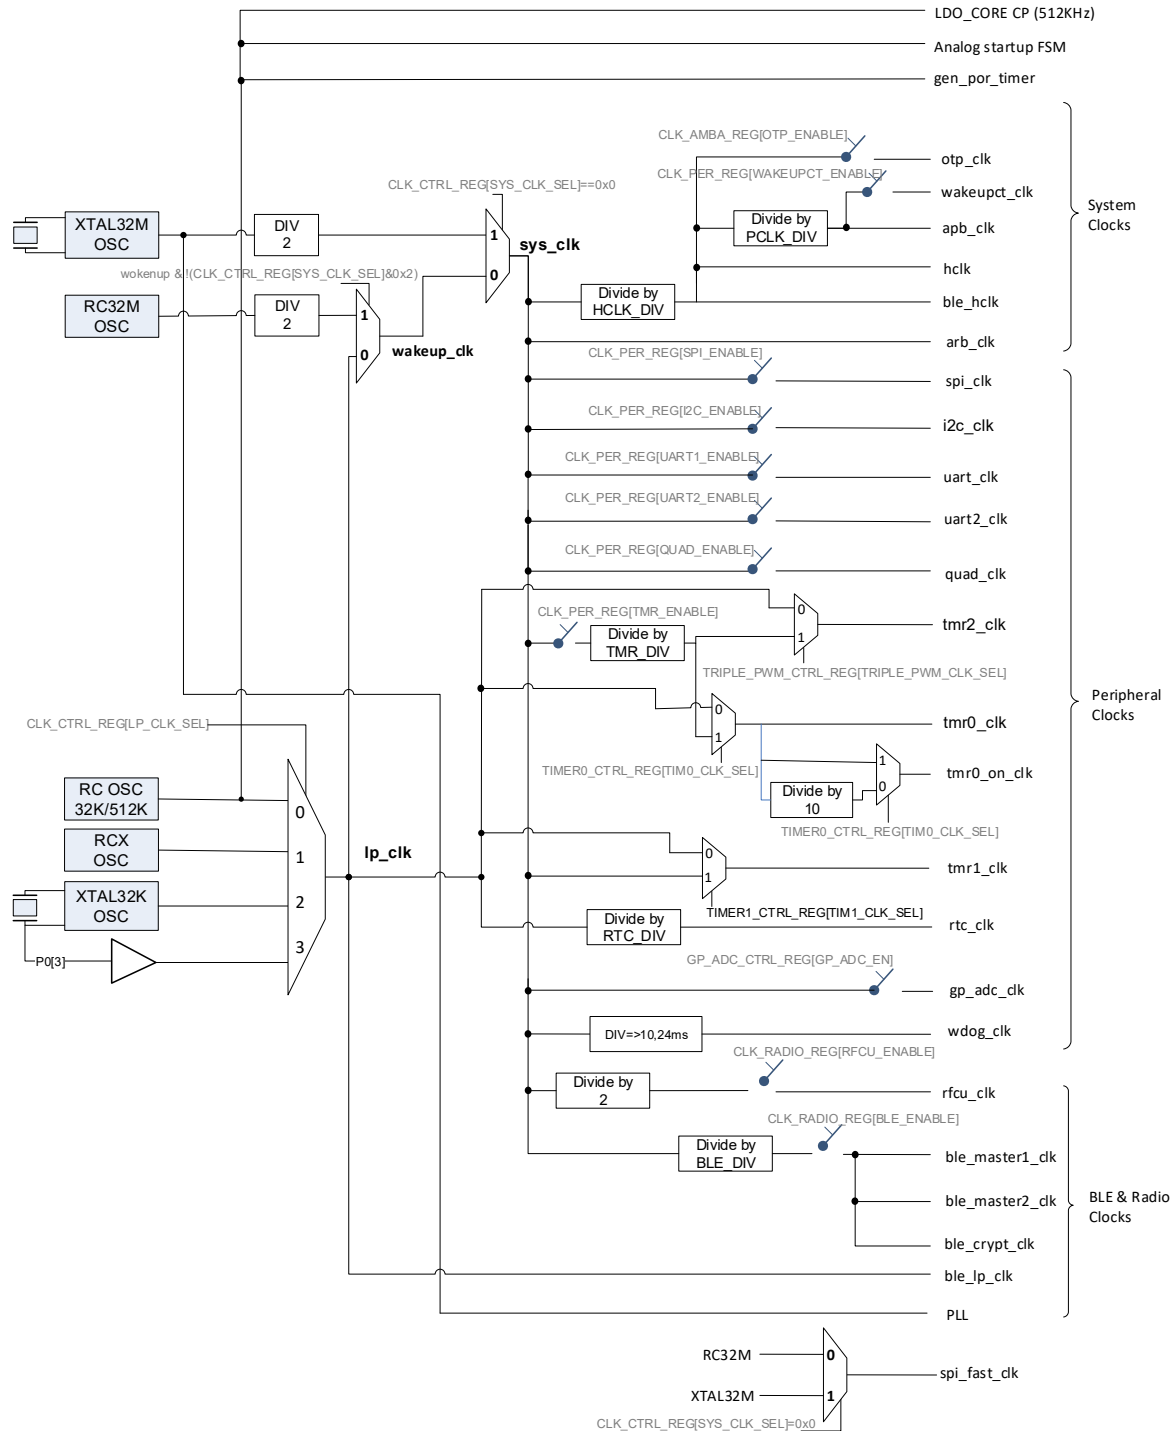 LDO_CORE CP (512KHz)
Analog startup FSM
gen_por_timer
CLK_AMBA_REG[OTP_ENABLE]
otp_clk
CLK_PER_REG[WAKEUPCT_ENABLE]
wakeupct_clk
CLK_CTRL_REG[SYS_CLK_SEL]==0x0
XTAL32M
OSC
DIV
2
1
sys_clk
0
Divide by
PCLK_DIV
apb_clk
System
Clocks
wokenup & !(CLK_CTRL_REG[SYS_CLK_SEL]&0x2)
hclk
RC32M
OSC
DIV
2
1
0
wakeup_clk
Divide by
HCLK_DIV
ble_hclk
arb_clk
CLK_PER_REG[SPI_ENABLE]
spi_clk
CLK_PER_REG[I2C_ENABLE]
i2c_clk
CLK_PER_REG[UART1_ENABLE]
uart_clk
CLK_PER_REG[UART2_ENABLE]
uart2_clk
CLK_PER_REG[QUAD_ENABLE]
quad_clk
CLK_PER_REG[TMR_ENABLE]
0
1
tmr2_clk
Divide by
TMR_DIV
TRIPLE_PWM_CTRL_REG[TRIPLE_PWM_CLK_SEL]
Peripheral
Clocks
CLK_CTRL_REG[LP_CLK_SEL]
0
1
tmr0_clk
TIMER0_CTRL_REG[TIM0_CLK_SEL]
1
0
tmr0_on_clk
Divide by
10
TIMER0_CTRL_REG[TIM0_CLK_SEL]
RC OSC
32K/512K
0
RCX
OSC
1
lp_clk
XTAL32K
OSC
2
3
P0[3]
0
1
tmr1_clk
TIMER1_CTRL_REG[TIM1_CLK_SEL]
Divide by
RTC_DIV
rtc_clk
GP_ADC_CTRL_REG[GP_ADC_EN]
gp_adc_clk
DIV=>10,24ms
wdog_clk
CLK_RADIO_REG[RFCU_ENABLE]
Divide by
2
rfcu_clk
CLK_RADIO_REG[BLE_ENABLE]
Divide by
BLE_DIV
ble_master1_clk
ble_master2_clk
BLE & Radio
Clocks
ble_crypt_clk
ble_lp_clk
PLL
RC32M
0
spi_fast_clk
XTAL32M
1
CLK_CTRL_REG[SYS_CLK_SEL]=0x0